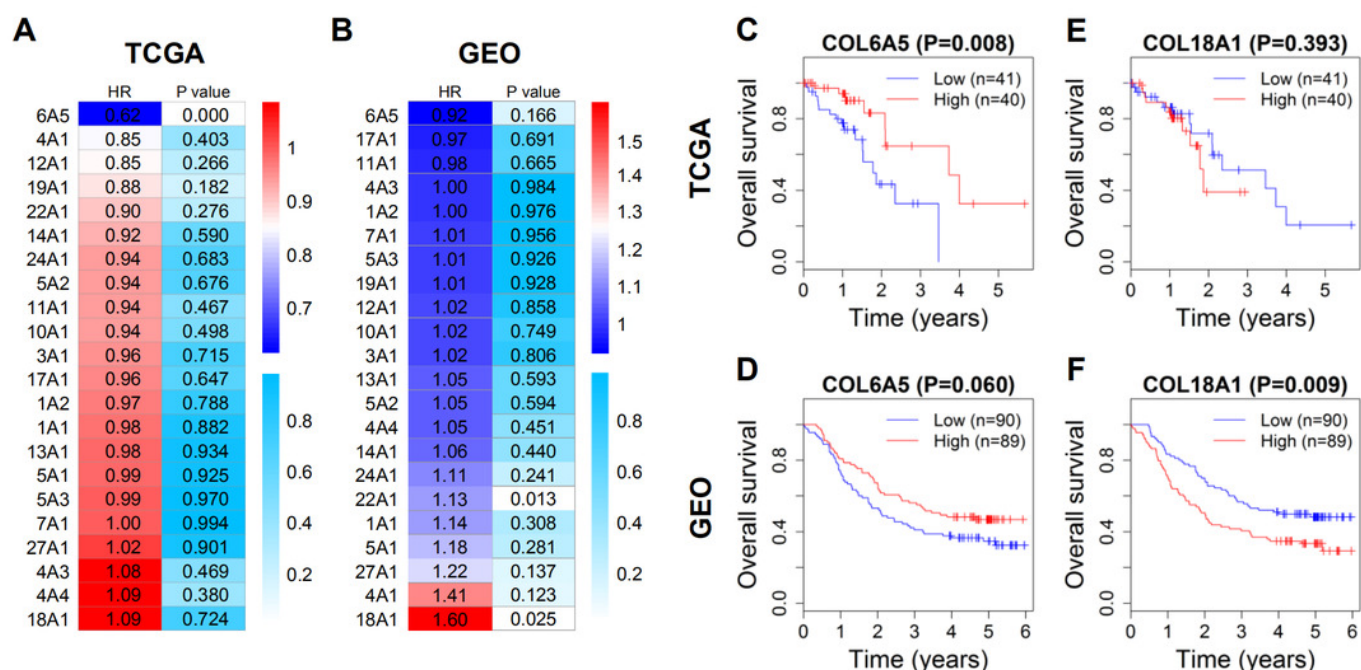 A
TCGA
HR P value
6A5 0.62 0.000
4A1 0.85 0.403
12A1 0.85 0.266
19A1 0.88 0.182
22A1 0.90 0.276
14A1 0.92 0.590
24A1 0.94 0.683
5A2 0.94 0.676
11A1 0.94 0.467
10A1 0.94 0.498
3A1 0.96 0.715
17A1 0.96 0.647
1A2 0.97 0.788
1A1 0.98 0.882
13A1 0.98 0.934
5A1 0.99 0.925
5A3 0.99 0.970
7A1 1.00 0.994
27A1 1.02 0.901
4A3 1.08 0.469
4A4 1.09 0.380
18A1 1.09 0.724
1
0.9
0.8
0.7
0.8
0.6
0.4
0.2
B
GEO
HR P value
6A5 0.92 0.166
17A1 0.97 0.691
11A1 0.98 0.665
4A3 1.00 0.984
1A2 1.00 0.976
7A1 1.01 0.956
5A3 1.01 0.926
19A1 1.01 0.928
12A1 1.02 0.858
10A1 1.02 0.749
3A1 1.02 0.806
13A1 1.05 0.593
5A2 1.05 0.594
4A4 1.05 0.451
14A1 1.06 0.440
24A1 1.11 0.241
22A1 1.13 0.013
1A1 1.14 0.308
5A1 1.18 0.281
27A1 1.22 0.137
4A1 1.41 0.123
18A1 1.60 0.025
1.5
1.4
1.3
1.2
1.1
1
0.8
0.6
0.4
0.2
TCGA
C
COL6A5 (P=0.008)
Low (n=41)
High (n=40)
Overall survival
0.8
0.4
0.0
0 1 2 3 4 5
Time (years)
E
COL18A1 (P=0.393)
Low (n=41)
High (n=40)
Overall survival
0.8
0.4
0.0
0 1 2 3 4 5
Time (years)
GEO
D
COL6A5 (P=0.060)
Low (n=90)
High (n=89)
Overall survival
0.8
0.4
0.0
0 1 2 3 4 5 6
Time (years)
F
COL18A1 (P=0.009)
Low (n=90)
High (n=89)
Overall survival
0.8
0.4
0.0
0 1 2 3 4 5 6
Time (years)